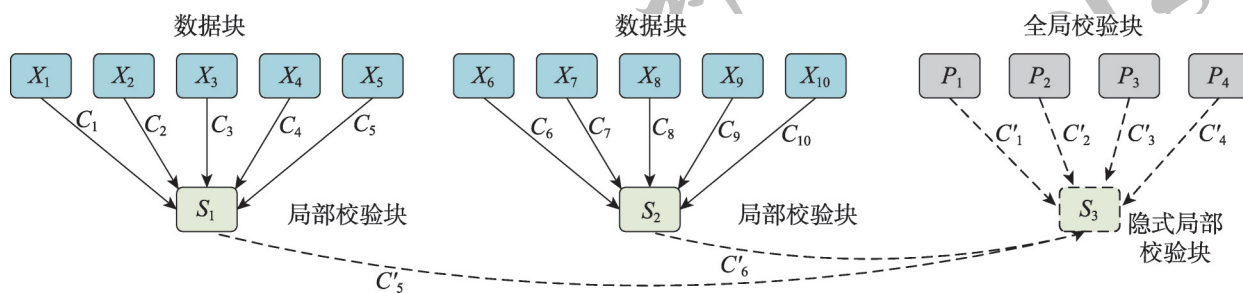 数据块 数据块 全局校验块
X₁ X₂ X₃ X₄ X₅ X₆ X₇ X₈ X₉ X₁₀ P₁ P₂ P₃ P₄
C₁ C₂ C₃ C₄ C₅ C₆ C₇ C₈ C₉ C₁₀ C′₁ C′₂ C′₃ C′₄
S₁ 局部校验块 S₂ 局部校验块 S₃ 隐式局部
校验块
C′₅ C′₆